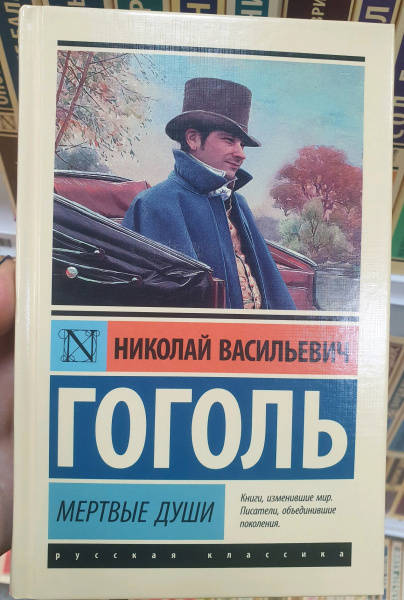 N
НИКОЛАЙ ВАСИЛЬЕВИЧ
ГОГОЛЬ
МЕРТВЫЕ ДУШИ
Книги, изменившие мир.
Писатели, объединившие
поколения.
русская классика